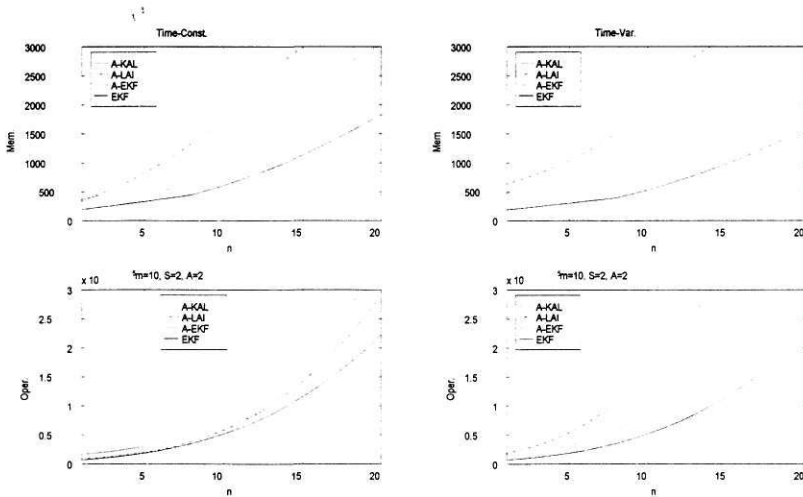 Time-Const.
3000
2500
2000
1500
1000
500
0
Mem
A-KAL
A-LAI
A-EKF
EKF
5
10
15
20
n
Time-Var.
3000
2500
2000
1500
1000
500
0
Mem
A-KAL
A-LAI
A-EKF
EKF
5
10
15
20
n
x 10
5
m=10, S=2, A=2
3
2.5
2
1.5
1
0.5
0
Oper.
A-KAL
A-LAI
A-EKF
EKF
5
10
15
20
n
x 10
5
m=10, S=2, A=2
3
2.5
2
1.5
1
0.5
0
Oper.
A-KAL
A-LAI
A-EKF
EKF
5
10
15
20
n